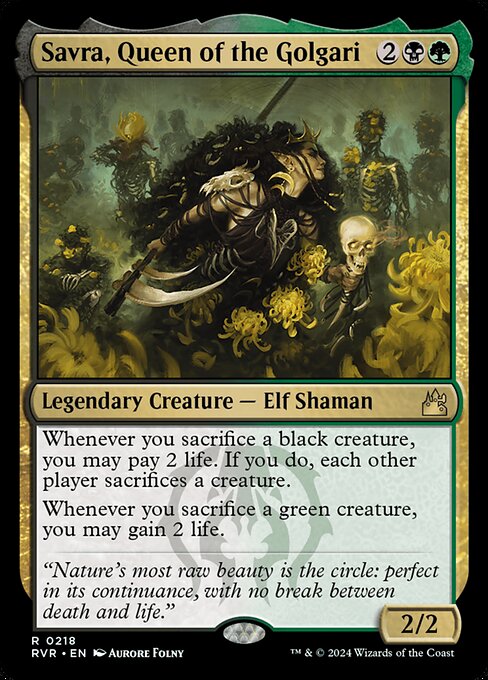 Savra, Queen of the Golgari 2
Legendary Creature — Elf Shaman
Whenever you sacrifice a black creature,
you may pay 2 life. If you do, each other
player sacrifices a creature.
Whenever you sacrifice a green creature,
you may gain 2 life.
“Nature’s most raw beauty is the circle: perfect
in its continuance, with no break between
death and life.”
2/2
R 0218
RVR • EN Aurore Folny
™ & © 2024 Wizards of the Coast